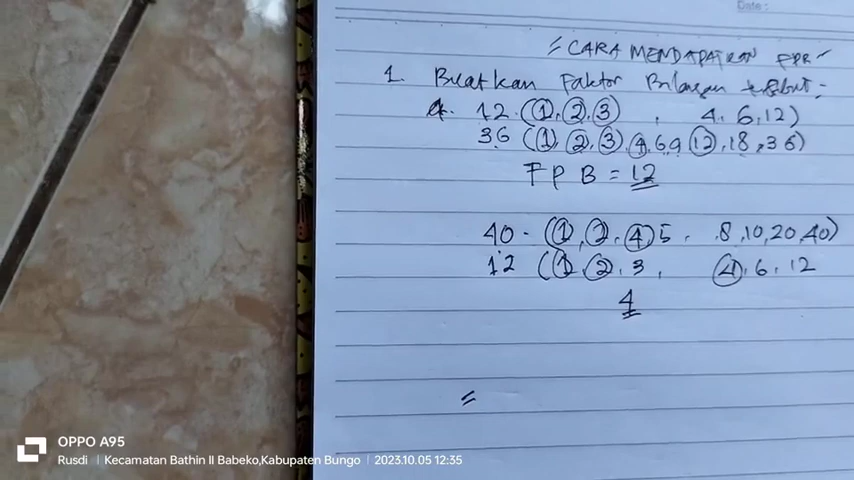 Date:
= CARA MENDAPATKAN FPB =
1. Buatkan Faktor Bilangan tersebut:
a. 12 (1, 2, 3, 4, 6, 12)
36 (1, 2, 3, 4, 6, 9, 12, 18, 36)
FPB = 12
40 - (1, 2, 4, 5, 8, 10, 20, 40)
12 (1, 2, 3, 4, 6, 12
4
=
OPPO A95
Rusdi | Kecamatan Bathin II Babeko,Kabupaten Bungo | 2023.10.05 12:35